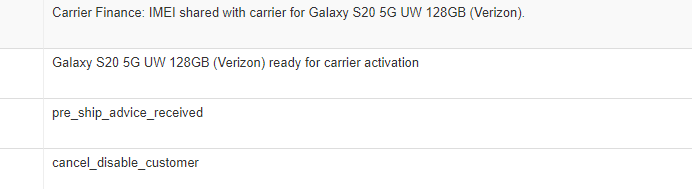 Carrier Finance: IMEI shared with carrier for Galaxy S20 5G UW 128GB (Verizon).
Galaxy S20 5G UW 128GB (Verizon) ready for carrier activation
pre_ship_advice_received
cancel_disable_customer